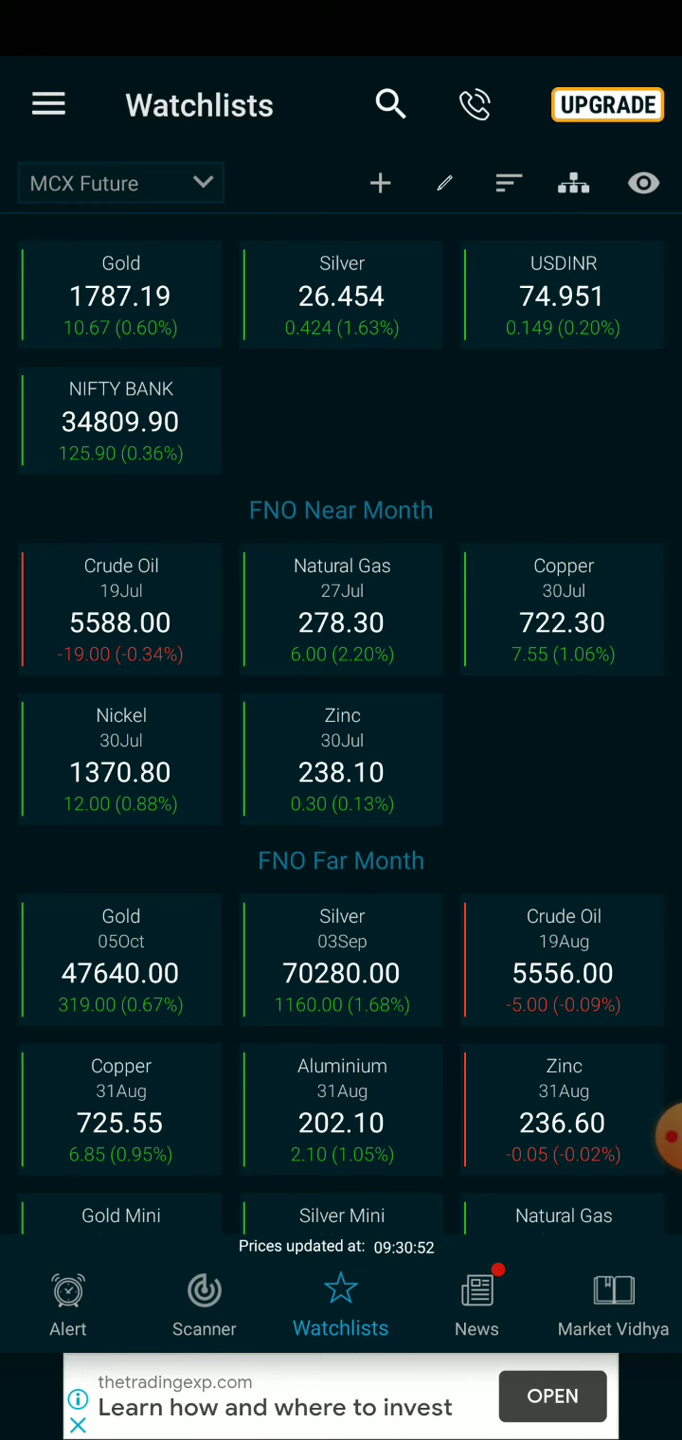 Watchlists
UPGRADE
MCX Future
Gold
1787.19
10.67 (0.60%)
Silver
26.454
0.424 (1.63%)
USDINR
74.951
0.149 (0.20%)
NIFTY BANK
34809.90
125.90 (0.36%)
FNO Near Month
Crude Oil
19Jul
5588.00
-19.00 (-0.34%)
Natural Gas
27Jul
278.30
6.00 (2.20%)
Copper
30Jul
722.30
7.55 (1.06%)
Nickel
30Jul
1370.80
12.00 (0.88%)
Zinc
30Jul
238.10
0.30 (0.13%)
FNO Far Month
Gold
05Oct
47640.00
319.00 (0.67%)
Silver
03Sep
70280.00
1160.00 (1.68%)
Crude Oil
19Aug
5556.00
-5.00 (-0.09%)
Copper
31Aug
725.55
6.85 (0.95%)
Aluminium
31Aug
202.10
2.10 (1.05%)
Zinc
31Aug
236.60
-0.05 (-0.02%)
Gold Mini
Silver Mini
Natural Gas
Prices updated at: 09:30:52
Alert
Scanner
Watchlists
News
Market Vidhya
thetradingexp.com
Learn how and where to invest
OPEN